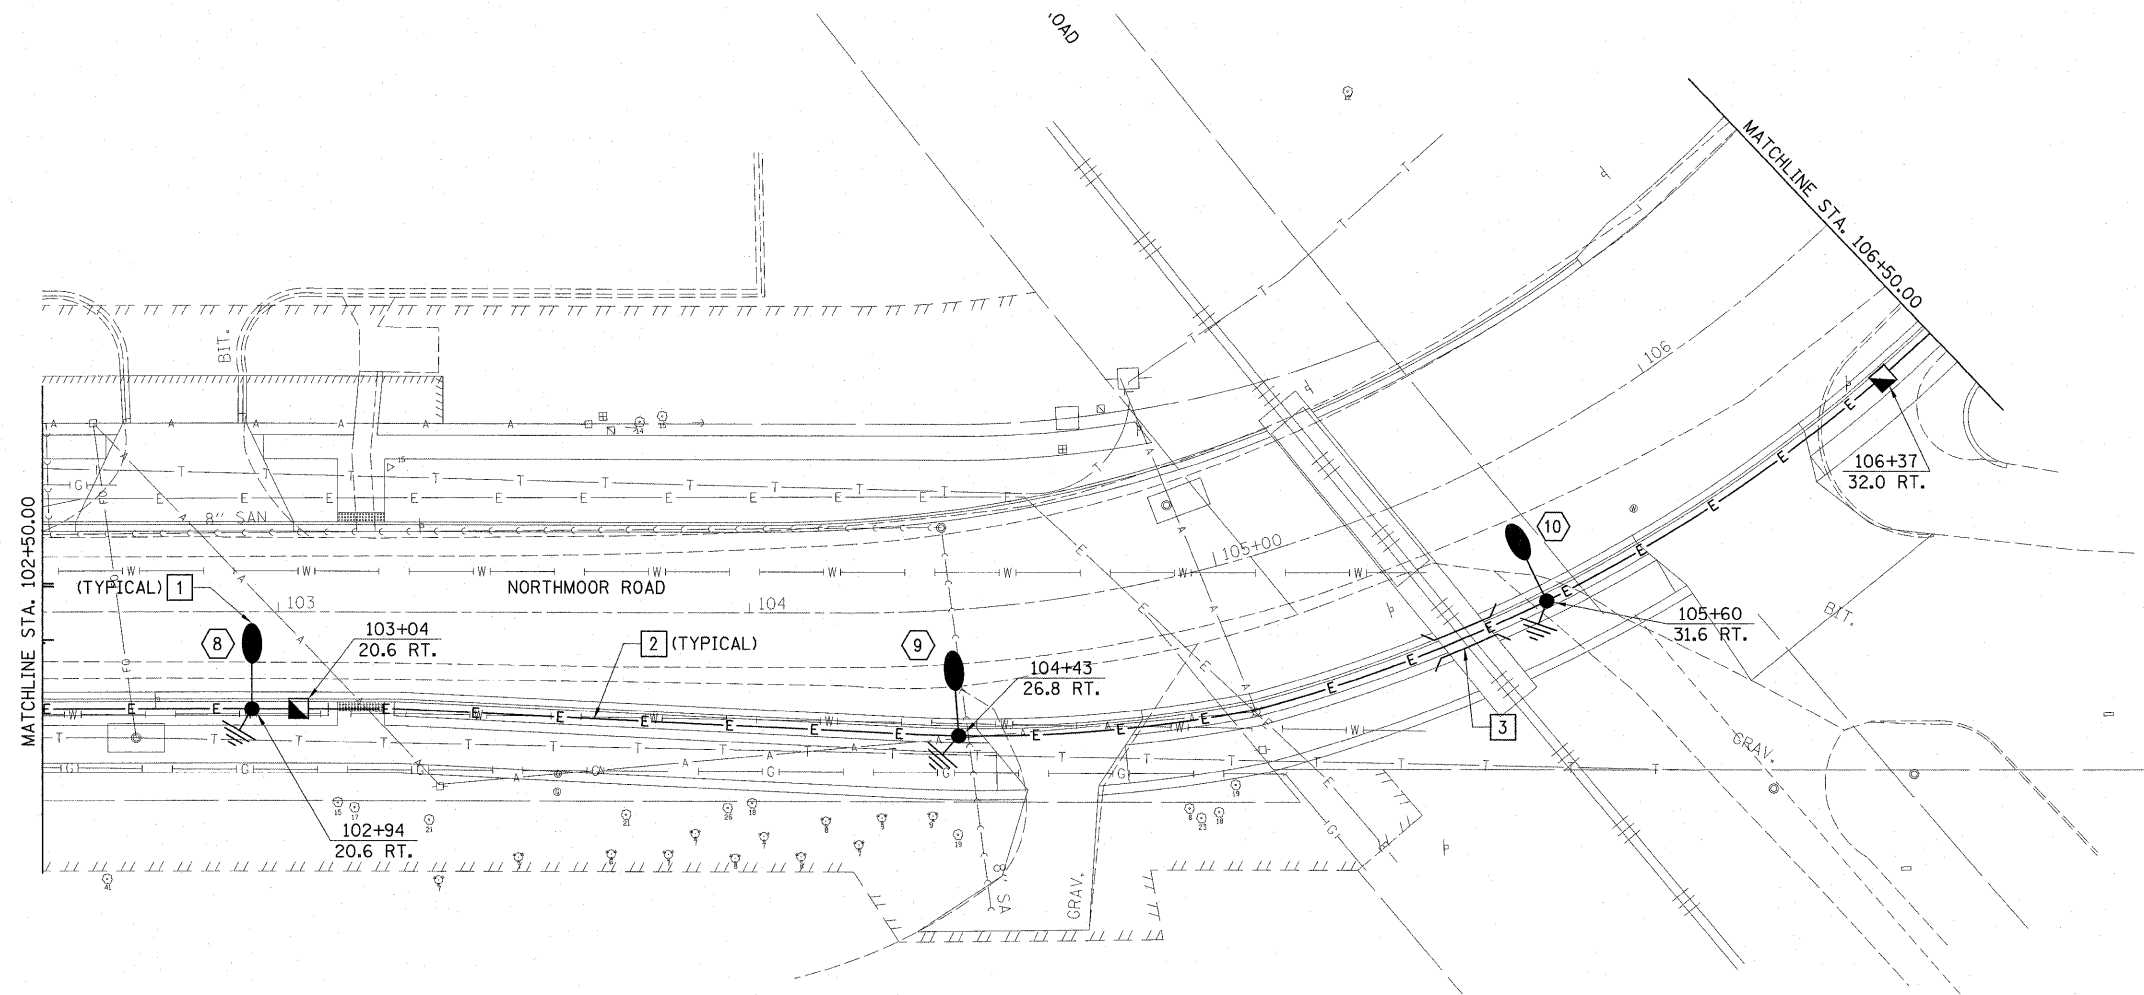 OAD
MATCHLINE STA. 106+50.00
BIT.
106
106+37
32.0 RT.
MATCHLINE STA. 102+50.00
8'' SAN
10
105+00
(TYPICAL) 1
NORTHMOOR ROAD
103
104
8
103+04
20.6 RT.
2 (TYPICAL)
9
104+43
26.8 RT.
105+60
31.6 RT.
BIT.
3
GRAV.
102+94
20.6 RT.
8'' SA
GRAV.